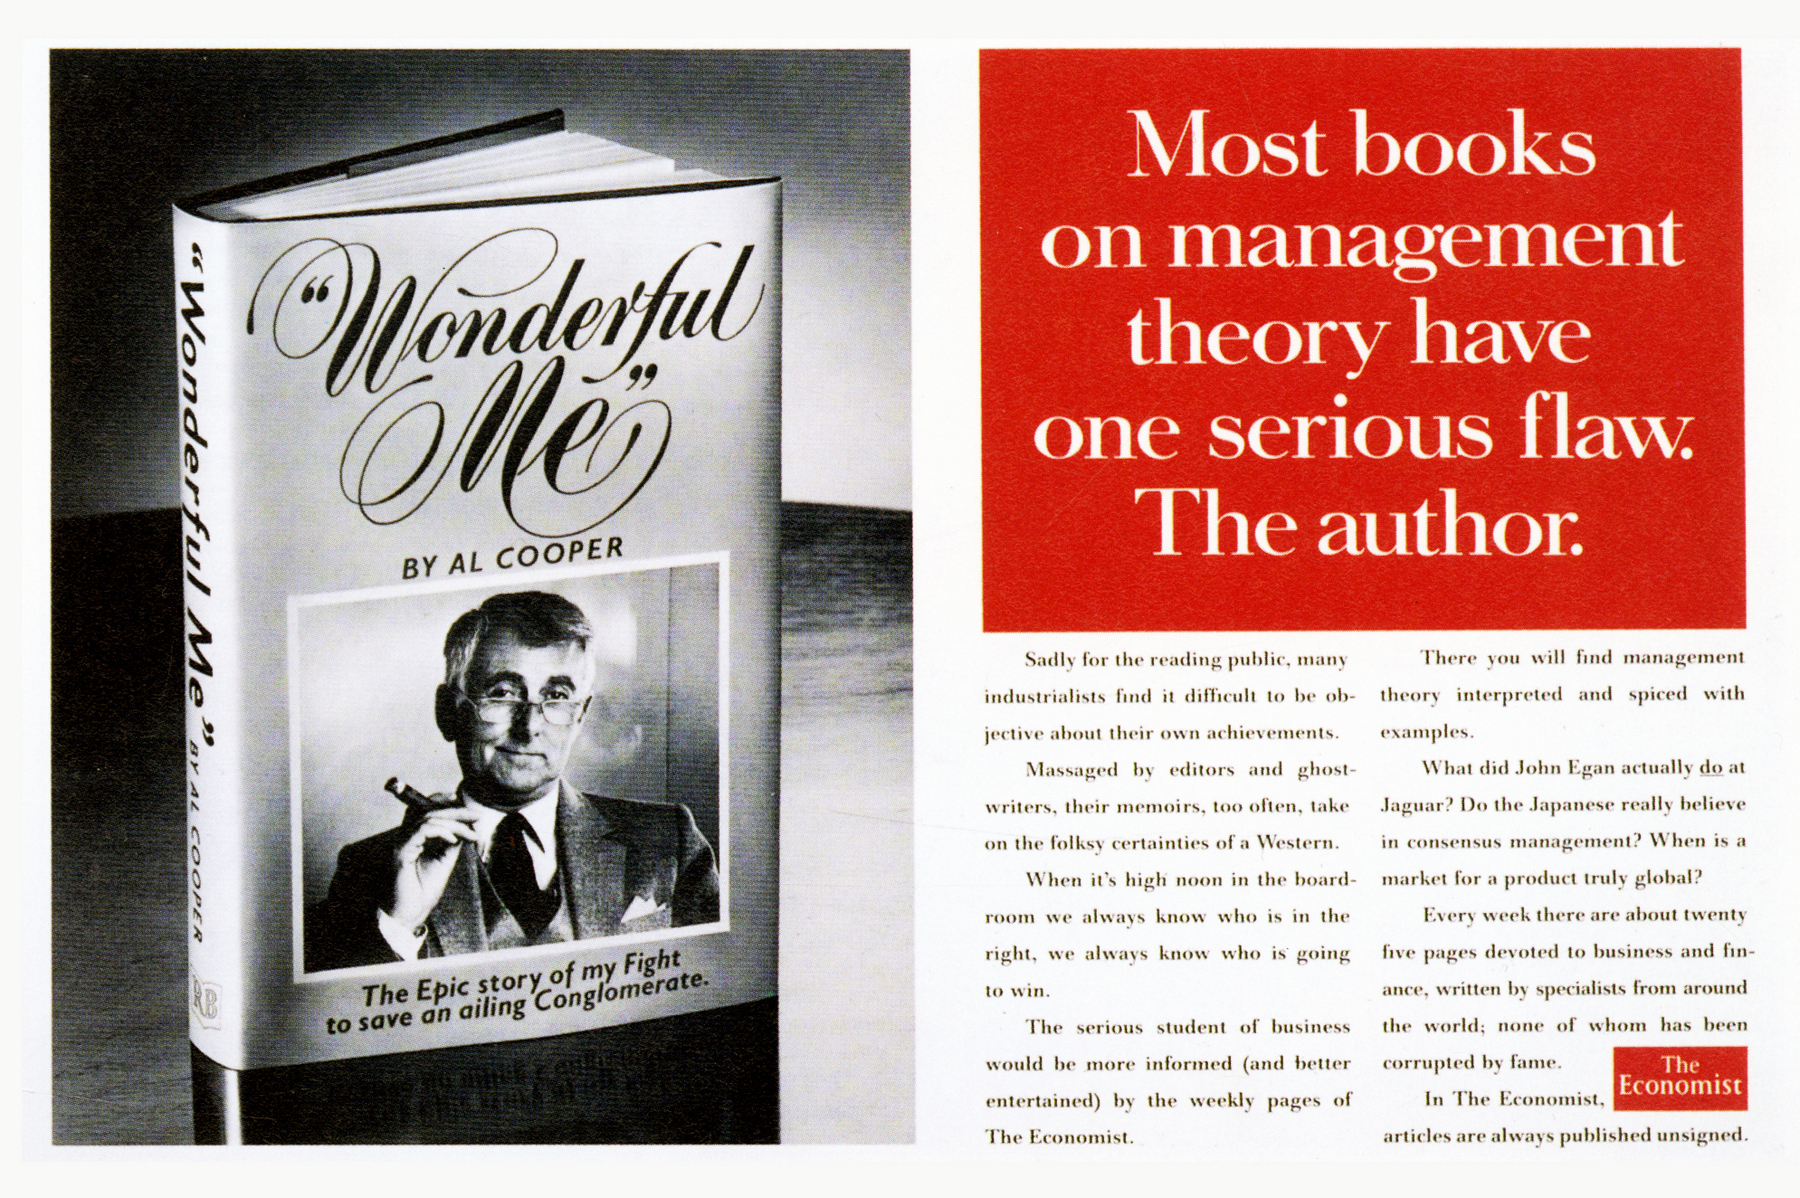 “Wonderful Me” BY AL COOPER
“Wonderful
Me”
BY AL COOPER
The Epic story of my Fight
to save an ailing Conglomerate.
Most books
on management
theory have
one serious flaw.
The author.
Sadly for the reading public, many
industrialists find it difficult to be ob-
jective about their own achievements.
Massaged by editors and ghost-
writers, their memoirs, too often, take
on the folksy certainties of a Western.
When it’s high noon in the board-
room we always know who is in the
right, we always know who is going
to win.
The serious student of business
would be more informed (and better
entertained) by the weekly pages of
The Economist.
There you will find management
theory interpreted and spiced with
examples.
What did John Egan actually do at
Jaguar? Do the Japanese really believe
in consensus management? When is a
market for a product truly global?
Every week there are about twenty
five pages devoted to business and fin-
ance, written by specialists from around
the world; none of whom has been
corrupted by fame.
In The Economist,
articles are always published unsigned.
The
Economist